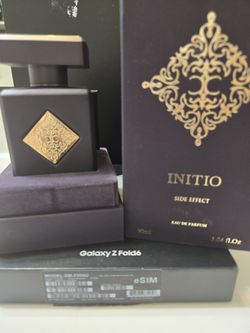 INITIO
SIDE EFFECT
EAU DE PARFUM
90ml 3.04 fl.oz
Galaxy Z Fold6
eSIM